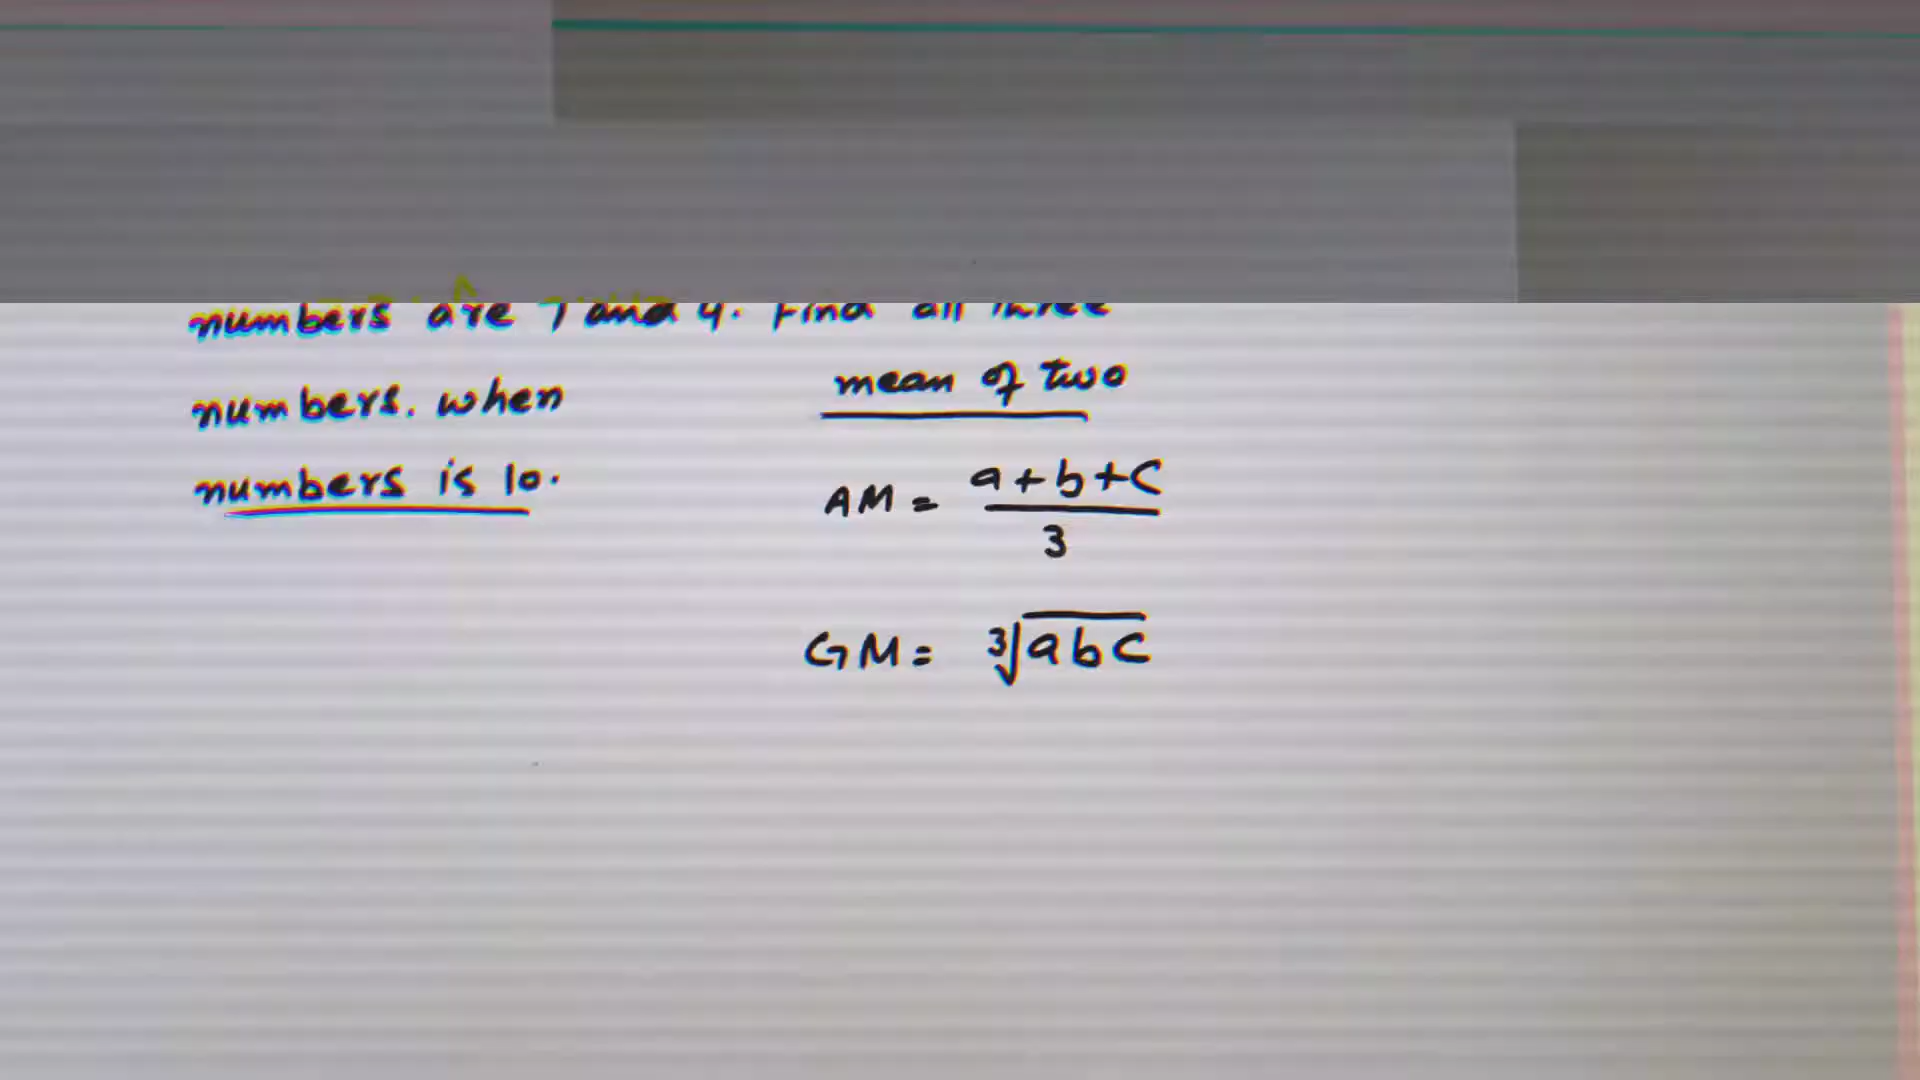 numbers are 7 and 4. Find all three
numbers. when mean of two
numbers is 10.
AM = a+b+c
3
GM = ∛abc